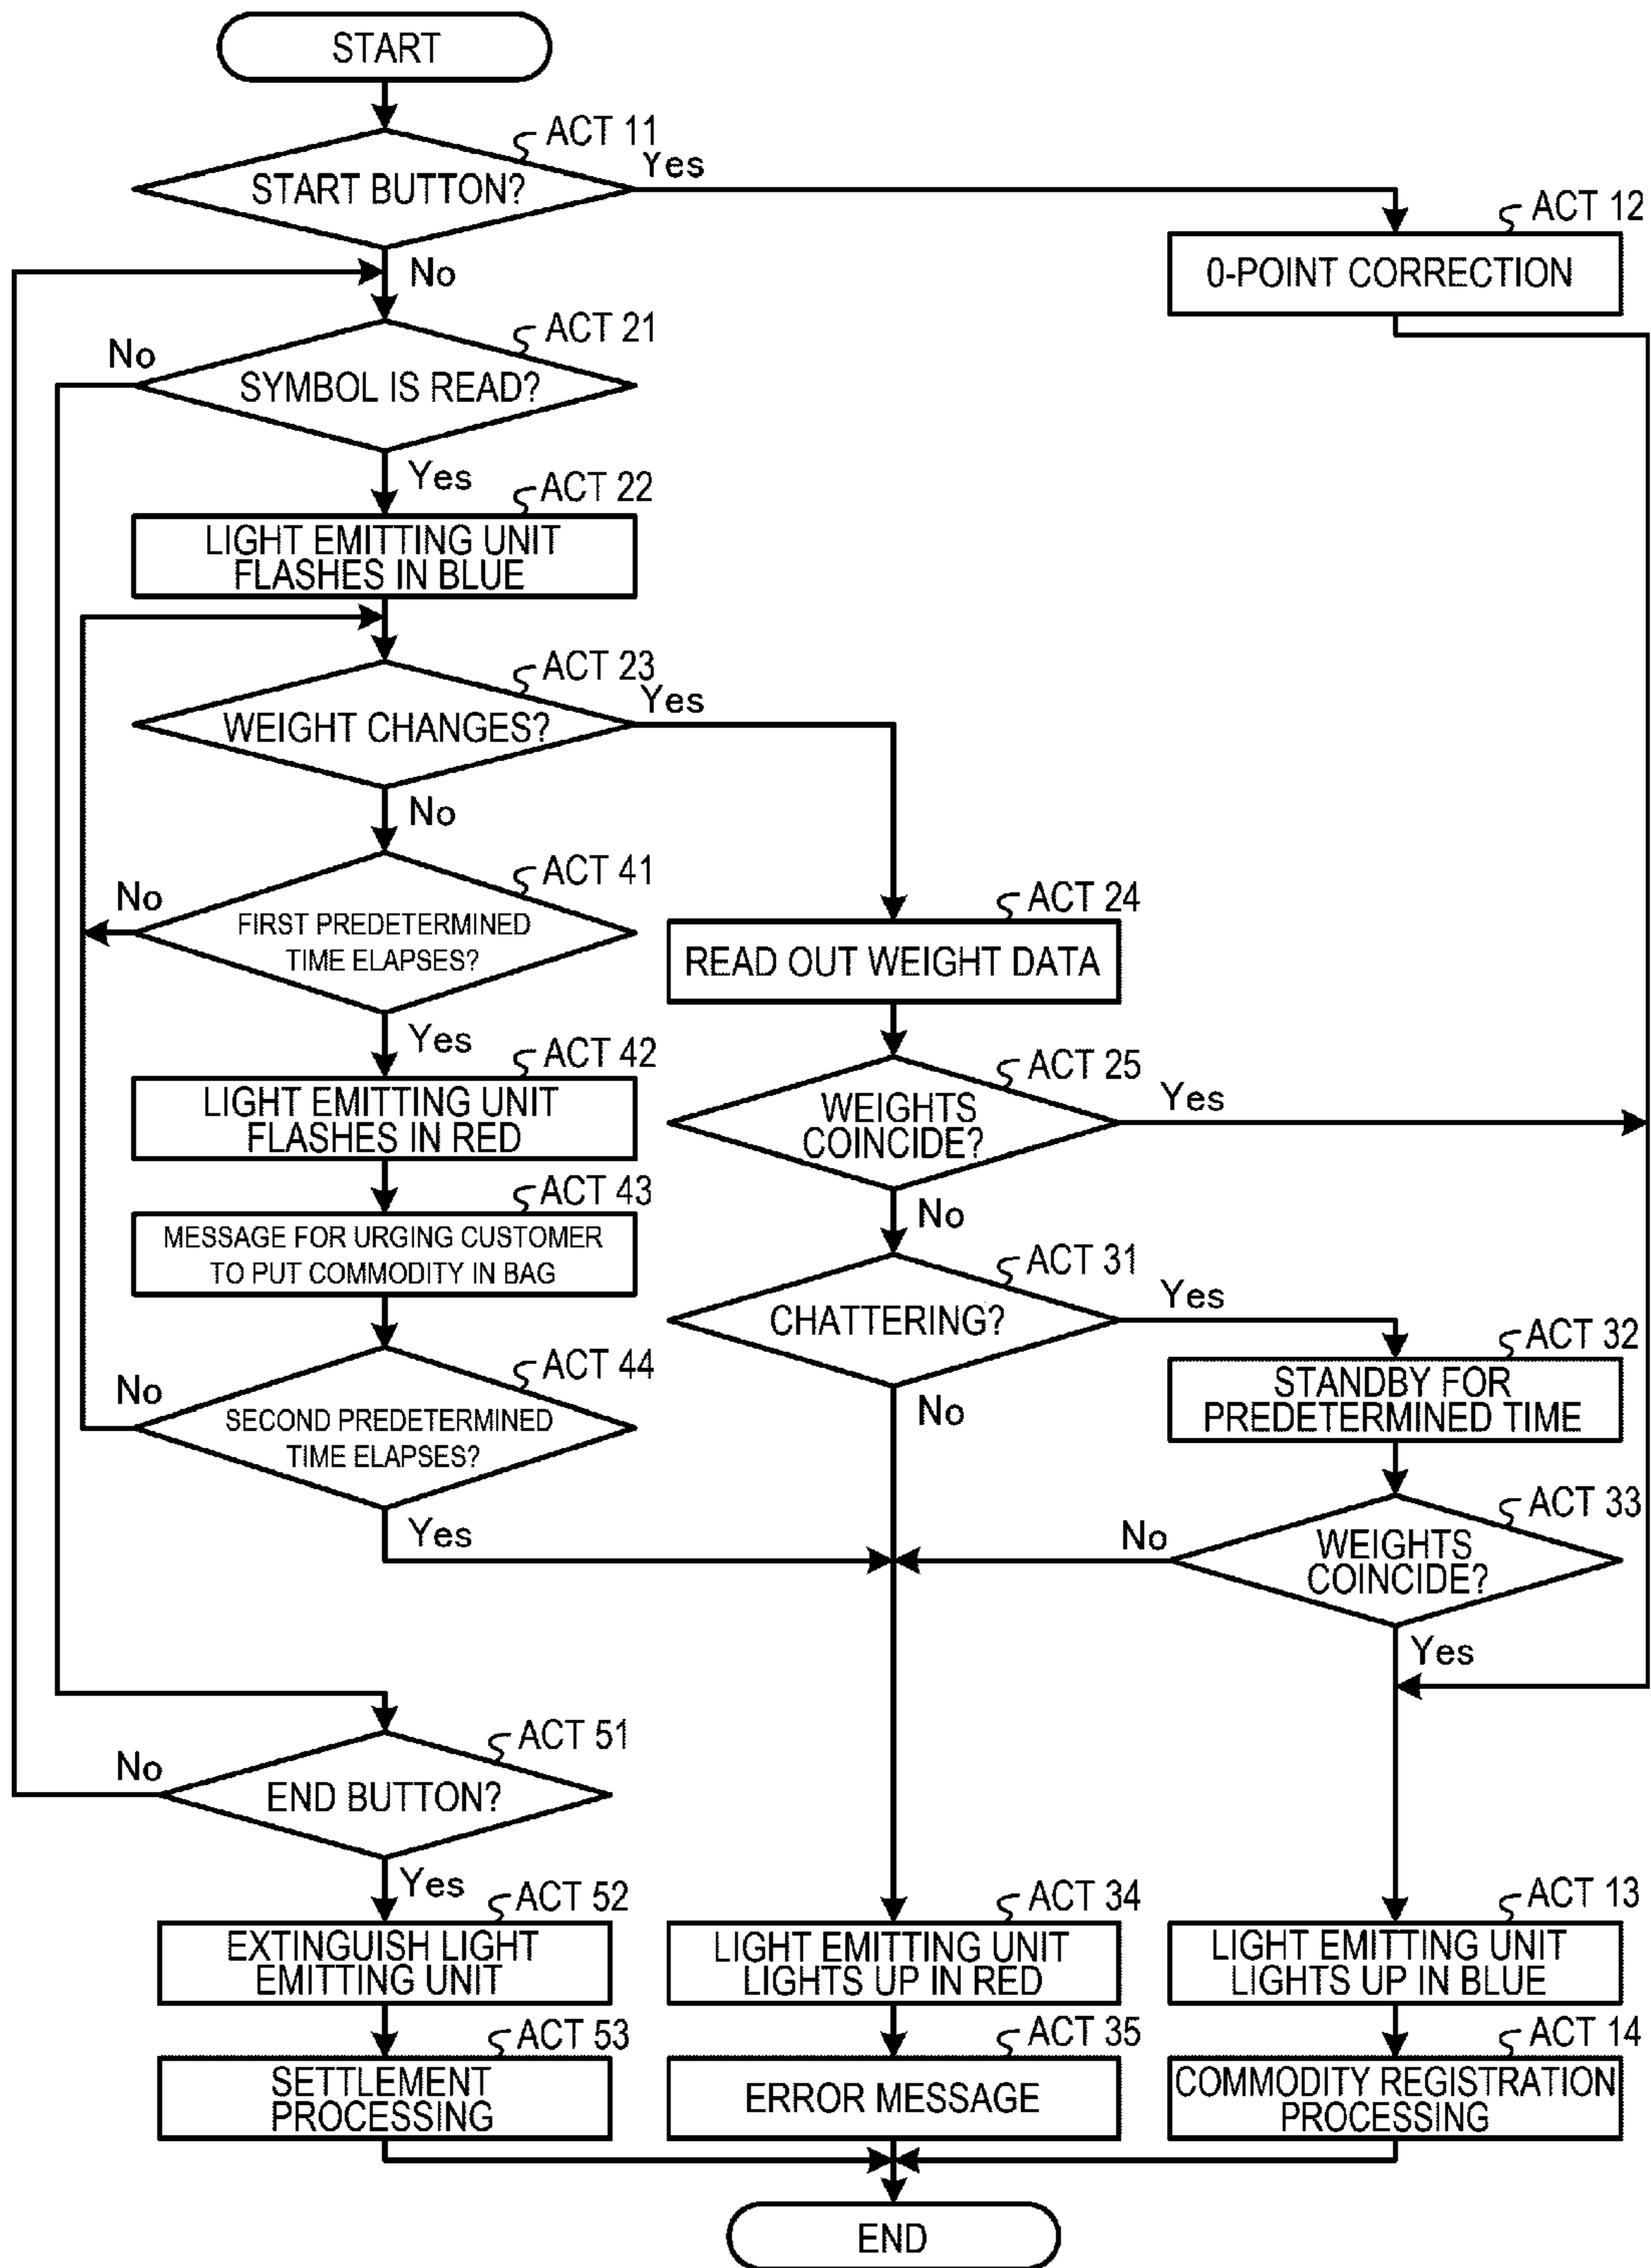 START
ACT 11
START BUTTON?
Yes
ACT 12
0-POINT CORRECTION
No
ACT 21
No
SYMBOL IS READ?
Yes
ACT 22
LIGHT EMITTING UNIT
FLASHES IN BLUE
ACT 23
Yes
WEIGHT CHANGES?
No
ACT 41
No
FIRST PREDETERMINED
TIME ELAPSES?
ACT 24
READ OUT WEIGHT DATA
Yes
ACT 42
LIGHT EMITTING UNIT
FLASHES IN RED
ACT 25
WEIGHTS
COINCIDE?
Yes
ACT 43
MESSAGE FOR URGING CUSTOMER
TO PUT COMMODITY IN BAG
No
ACT 31
CHATTERING?
Yes
ACT 32
STANDBY FOR
PREDETERMINED TIME
ACT 44
No
SECOND PREDETERMINED
TIME ELAPSES?
Yes
No
ACT 33
No
WEIGHTS
COINCIDE?
Yes
ACT 51
No
END BUTTON?
Yes
ACT 52
EXTINGUISH LIGHT
EMITTING UNIT
ACT 34
LIGHT EMITTING UNIT
LIGHTS UP IN RED
ACT 13
LIGHT EMITTING UNIT
LIGHTS UP IN BLUE
ACT 53
SETTLEMENT
PROCESSING
ACT 35
ERROR MESSAGE
ACT 14
COMMODITY REGISTRATION
PROCESSING
END